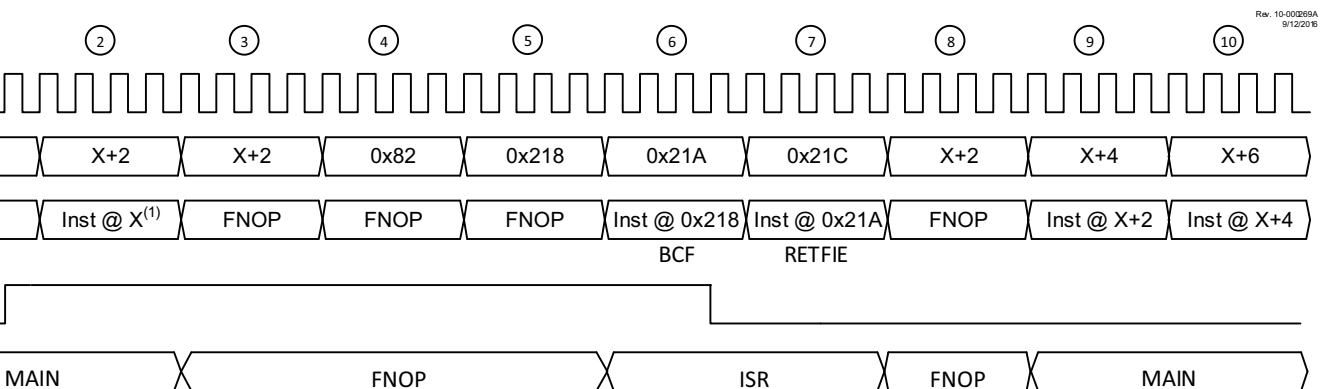 Rev. 10-000269A
9/12/2016
2 3 4 5 6 7 8 9 10
X+2 X+2 0x82 0x218 0x21A 0x21C X+2 X+4 X+6
Inst @ X(1) FNOP FNOP FNOP Inst @ 0x218 Inst @ 0x21A FNOP Inst @ X+2 Inst @ X+4
BCF RETFIE
MAIN FNOP ISR FNOP MAIN